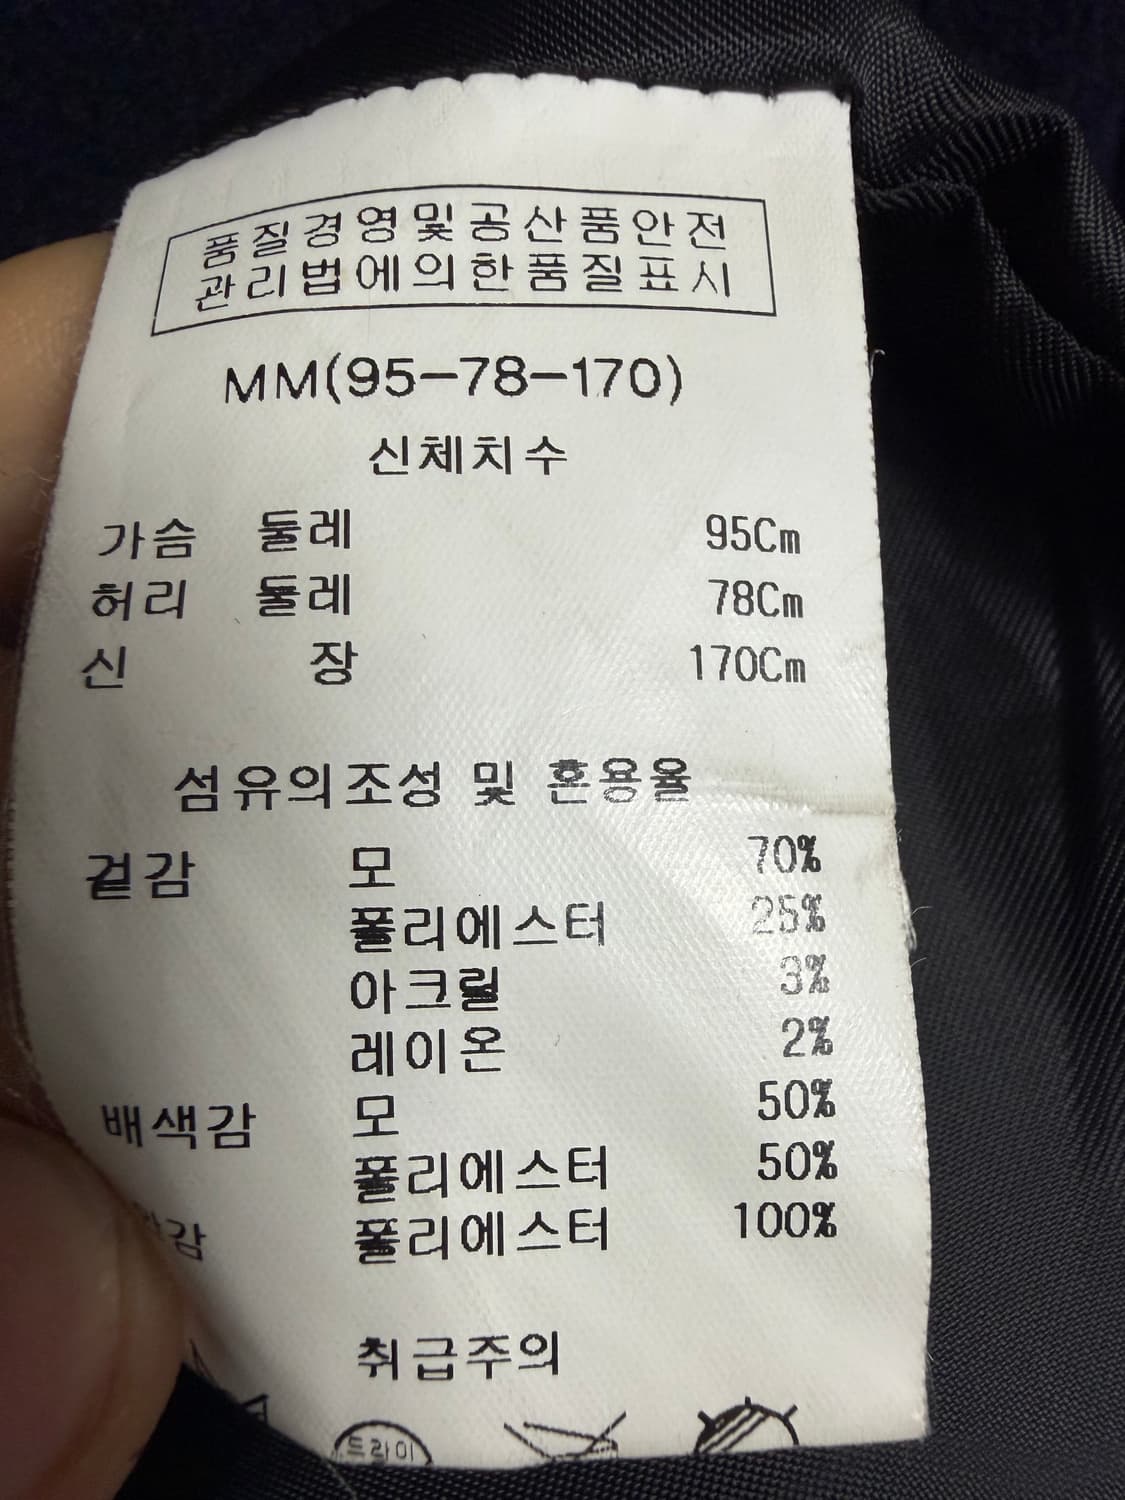 품질경영및공산품안전
관리법에의한품질표시
MM(95-78-170)
신체치수
가슴 둘레 95Cm
허리 둘레 78Cm
신 장 170Cm
섬유의조성 및 혼용율
겉감 모 70%
폴리에스터 25%
아크릴 3%
레이온 2%
배색감 모 50%
폴리에스터 50%
감 폴리에스터 100%
취급주의
드라이